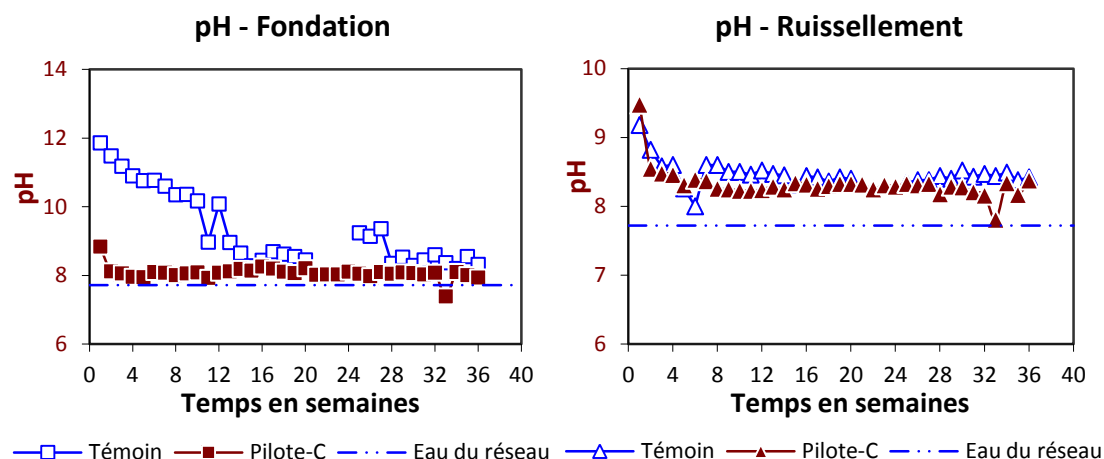 pH - Fondation
14
12
10
8
6
pH
0 4 8 12 16 20 24 28 32 36 40
Temps en semaines
Témoin Pilote-C Eau du réseau
pH - Ruissellement
10
9
8
7
6
pH
0 4 8 12 16 20 24 28 32 36 40
Temps en semaines
Témoin Pilote-C Eau du réseau